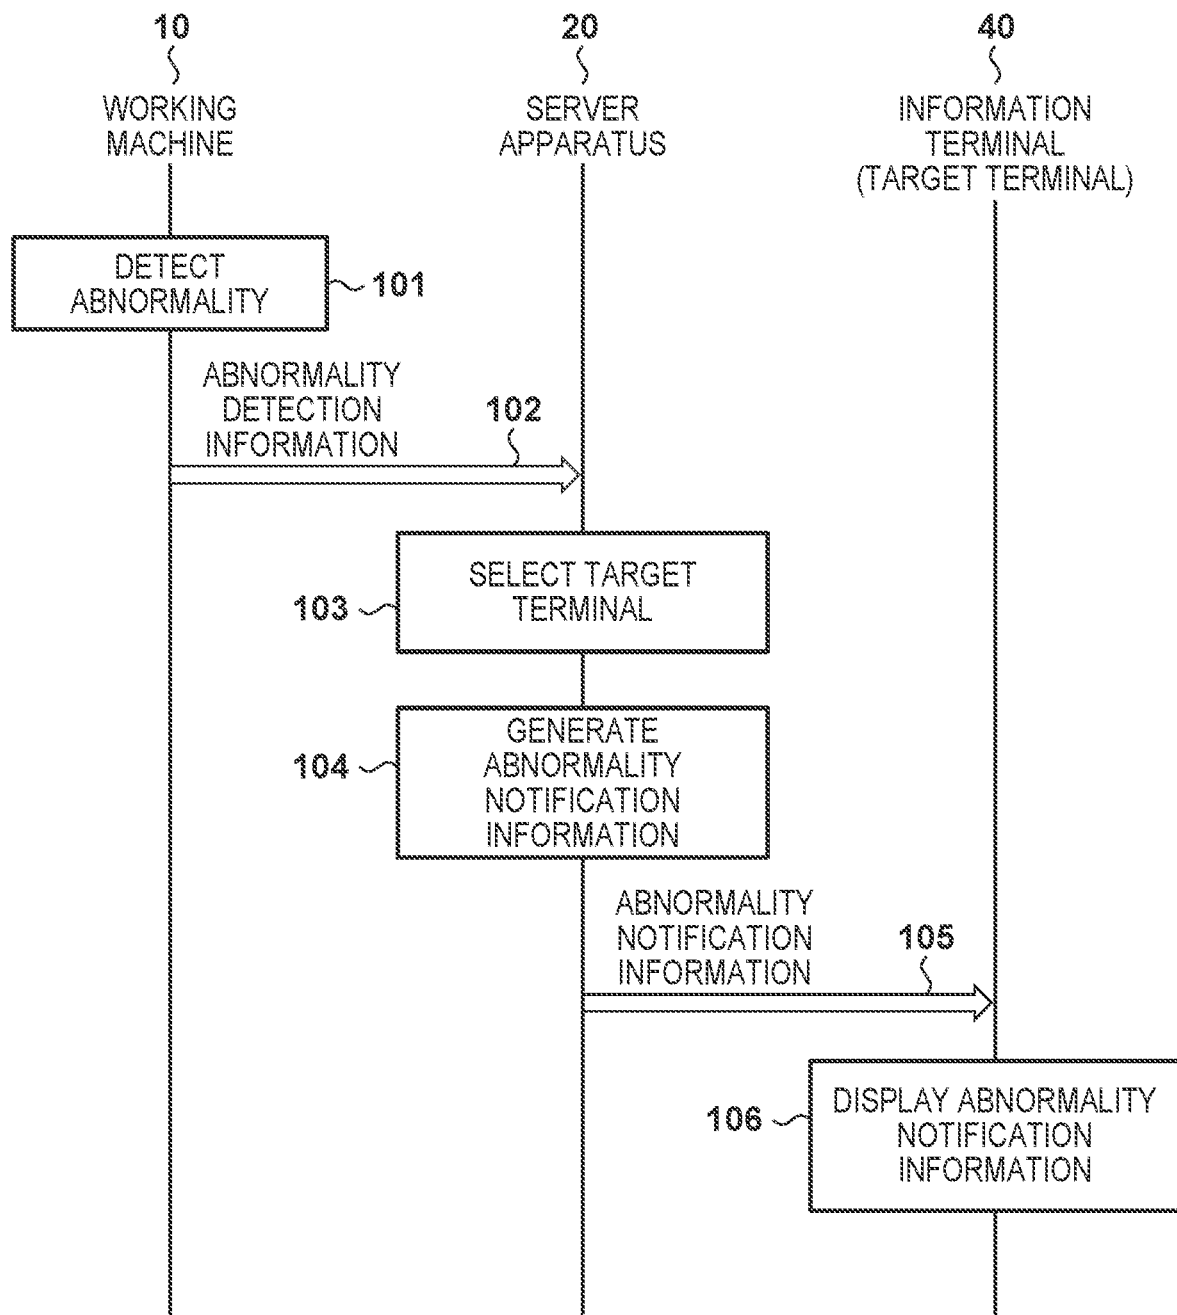 10
20
40
WORKING
MACHINE
SERVER
APPARATUS
INFORMATION
TERMINAL
(TARGET TERMINAL)
DETECT
ABNORMALITY
101
ABNORMALITY
DETECTION
INFORMATION
102
SELECT TARGET
TERMINAL
103
GENERATE
ABNORMALITY
NOTIFICATION
INFORMATION
104
ABNORMALITY
NOTIFICATION
INFORMATION
105
DISPLAY ABNORMALITY
NOTIFICATION
INFORMATION
106